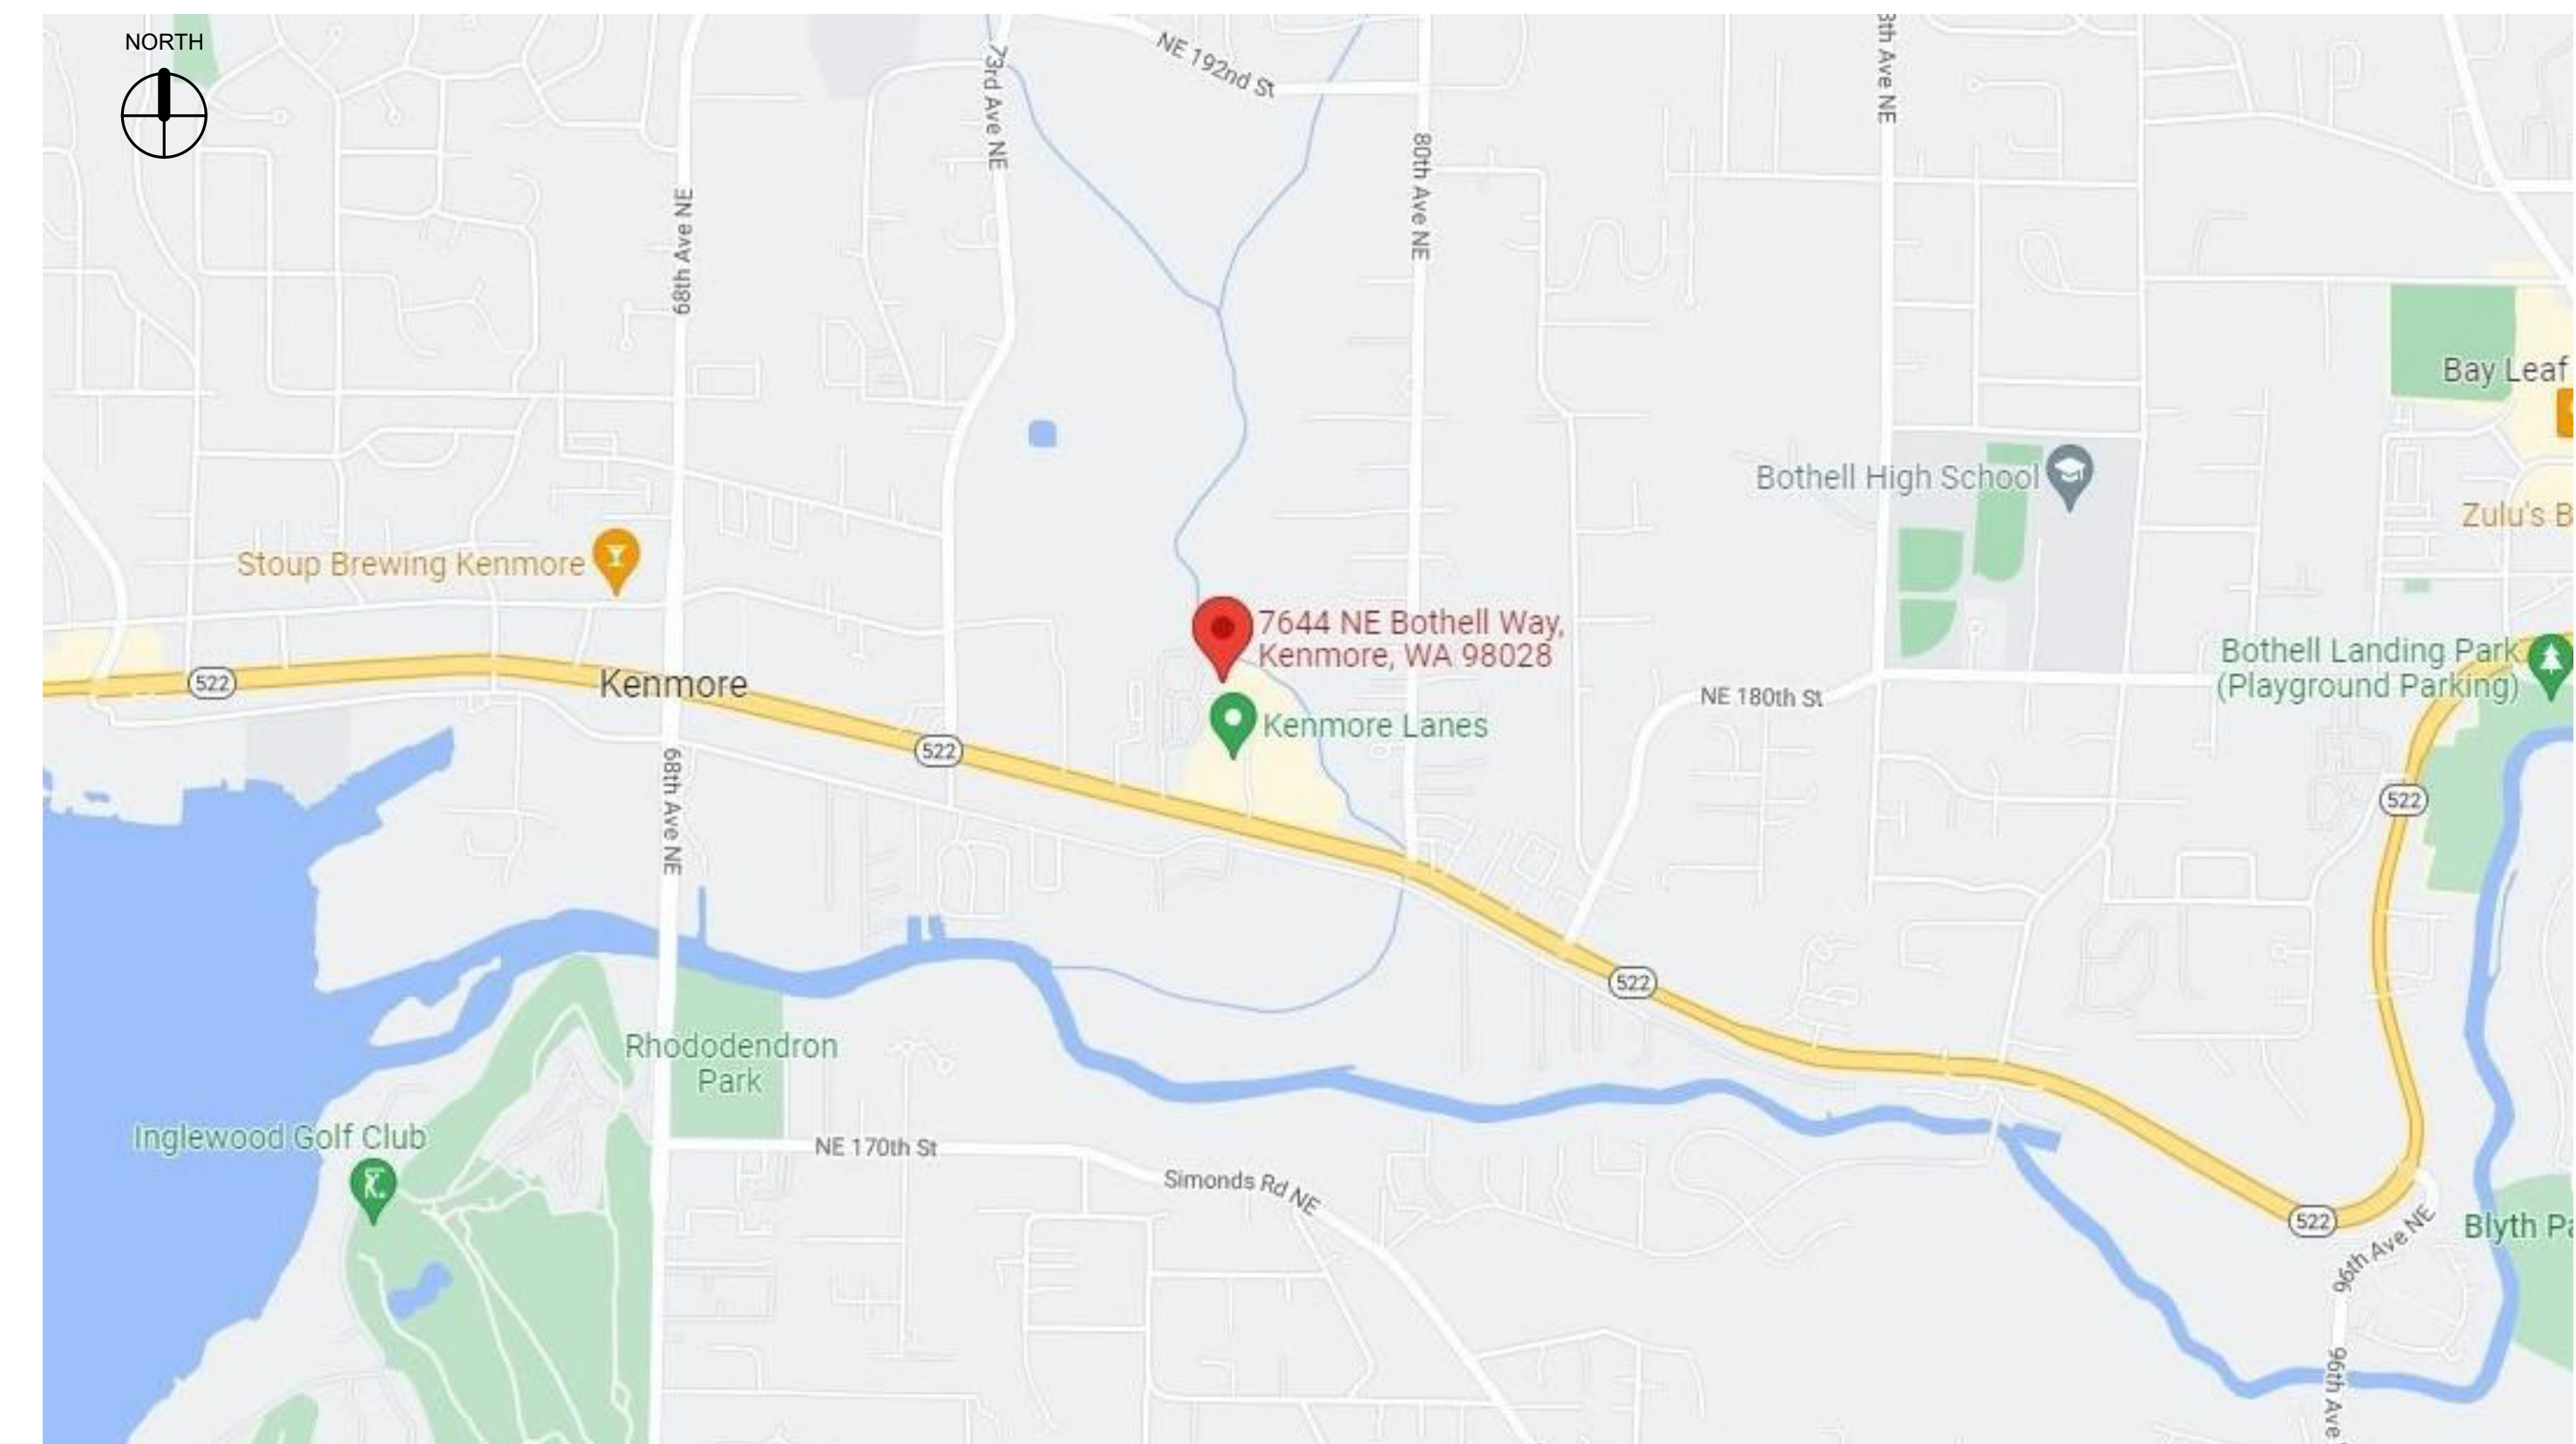 NORTH
NE 192nd St
73rd Ave NE
8th Ave NE
80th Ave NE
68th Ave NE
Bay Leaf
Bothell High School
Zulu's B
Stoup Brewing Kenmore
7644 NE Bothell Way,
Kenmore, WA 98028
Bothell Landing Park
(Playground Parking)
522
Kenmore
NE 180th St
Kenmore Lanes
522
522
68th Ave NE
522
Rhododendron
Park
Inglewood Golf Club
NE 170th St
Simonds Rd NE
522
Blyth Pa
96th Ave NE
96th Ave